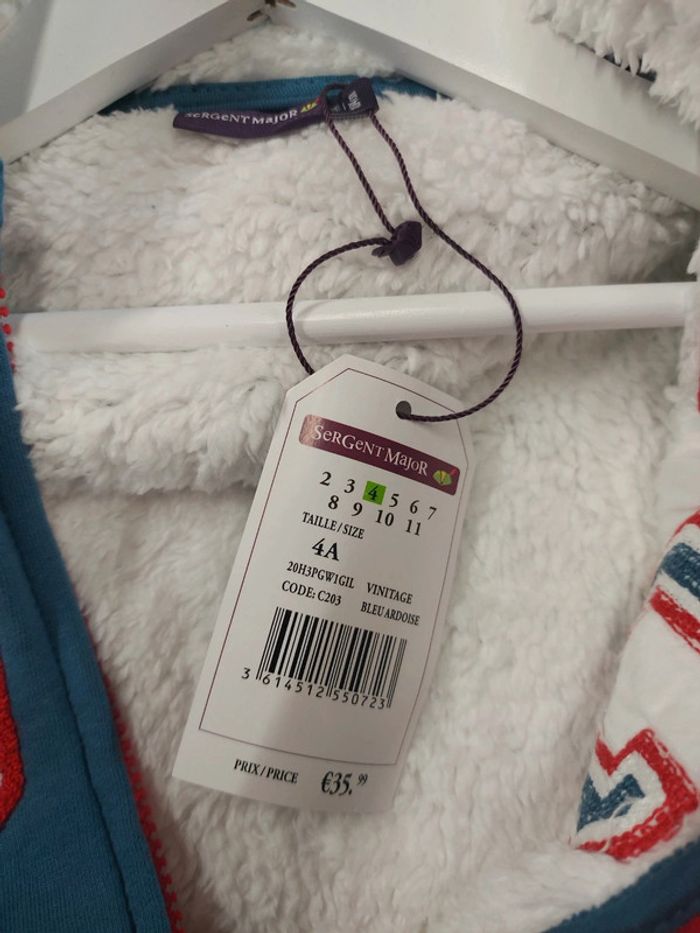 SeRGeNT MajoR
SeRGeNT MajoR
2 3 4 5 6 7
8 9 10 11
TAILLE/SIZE
4A
20H3PGW1GIL VINITAGE
CODE: C203 BLEU ARDOISE
3 614512 550723
PRIX/PRICE €35.99